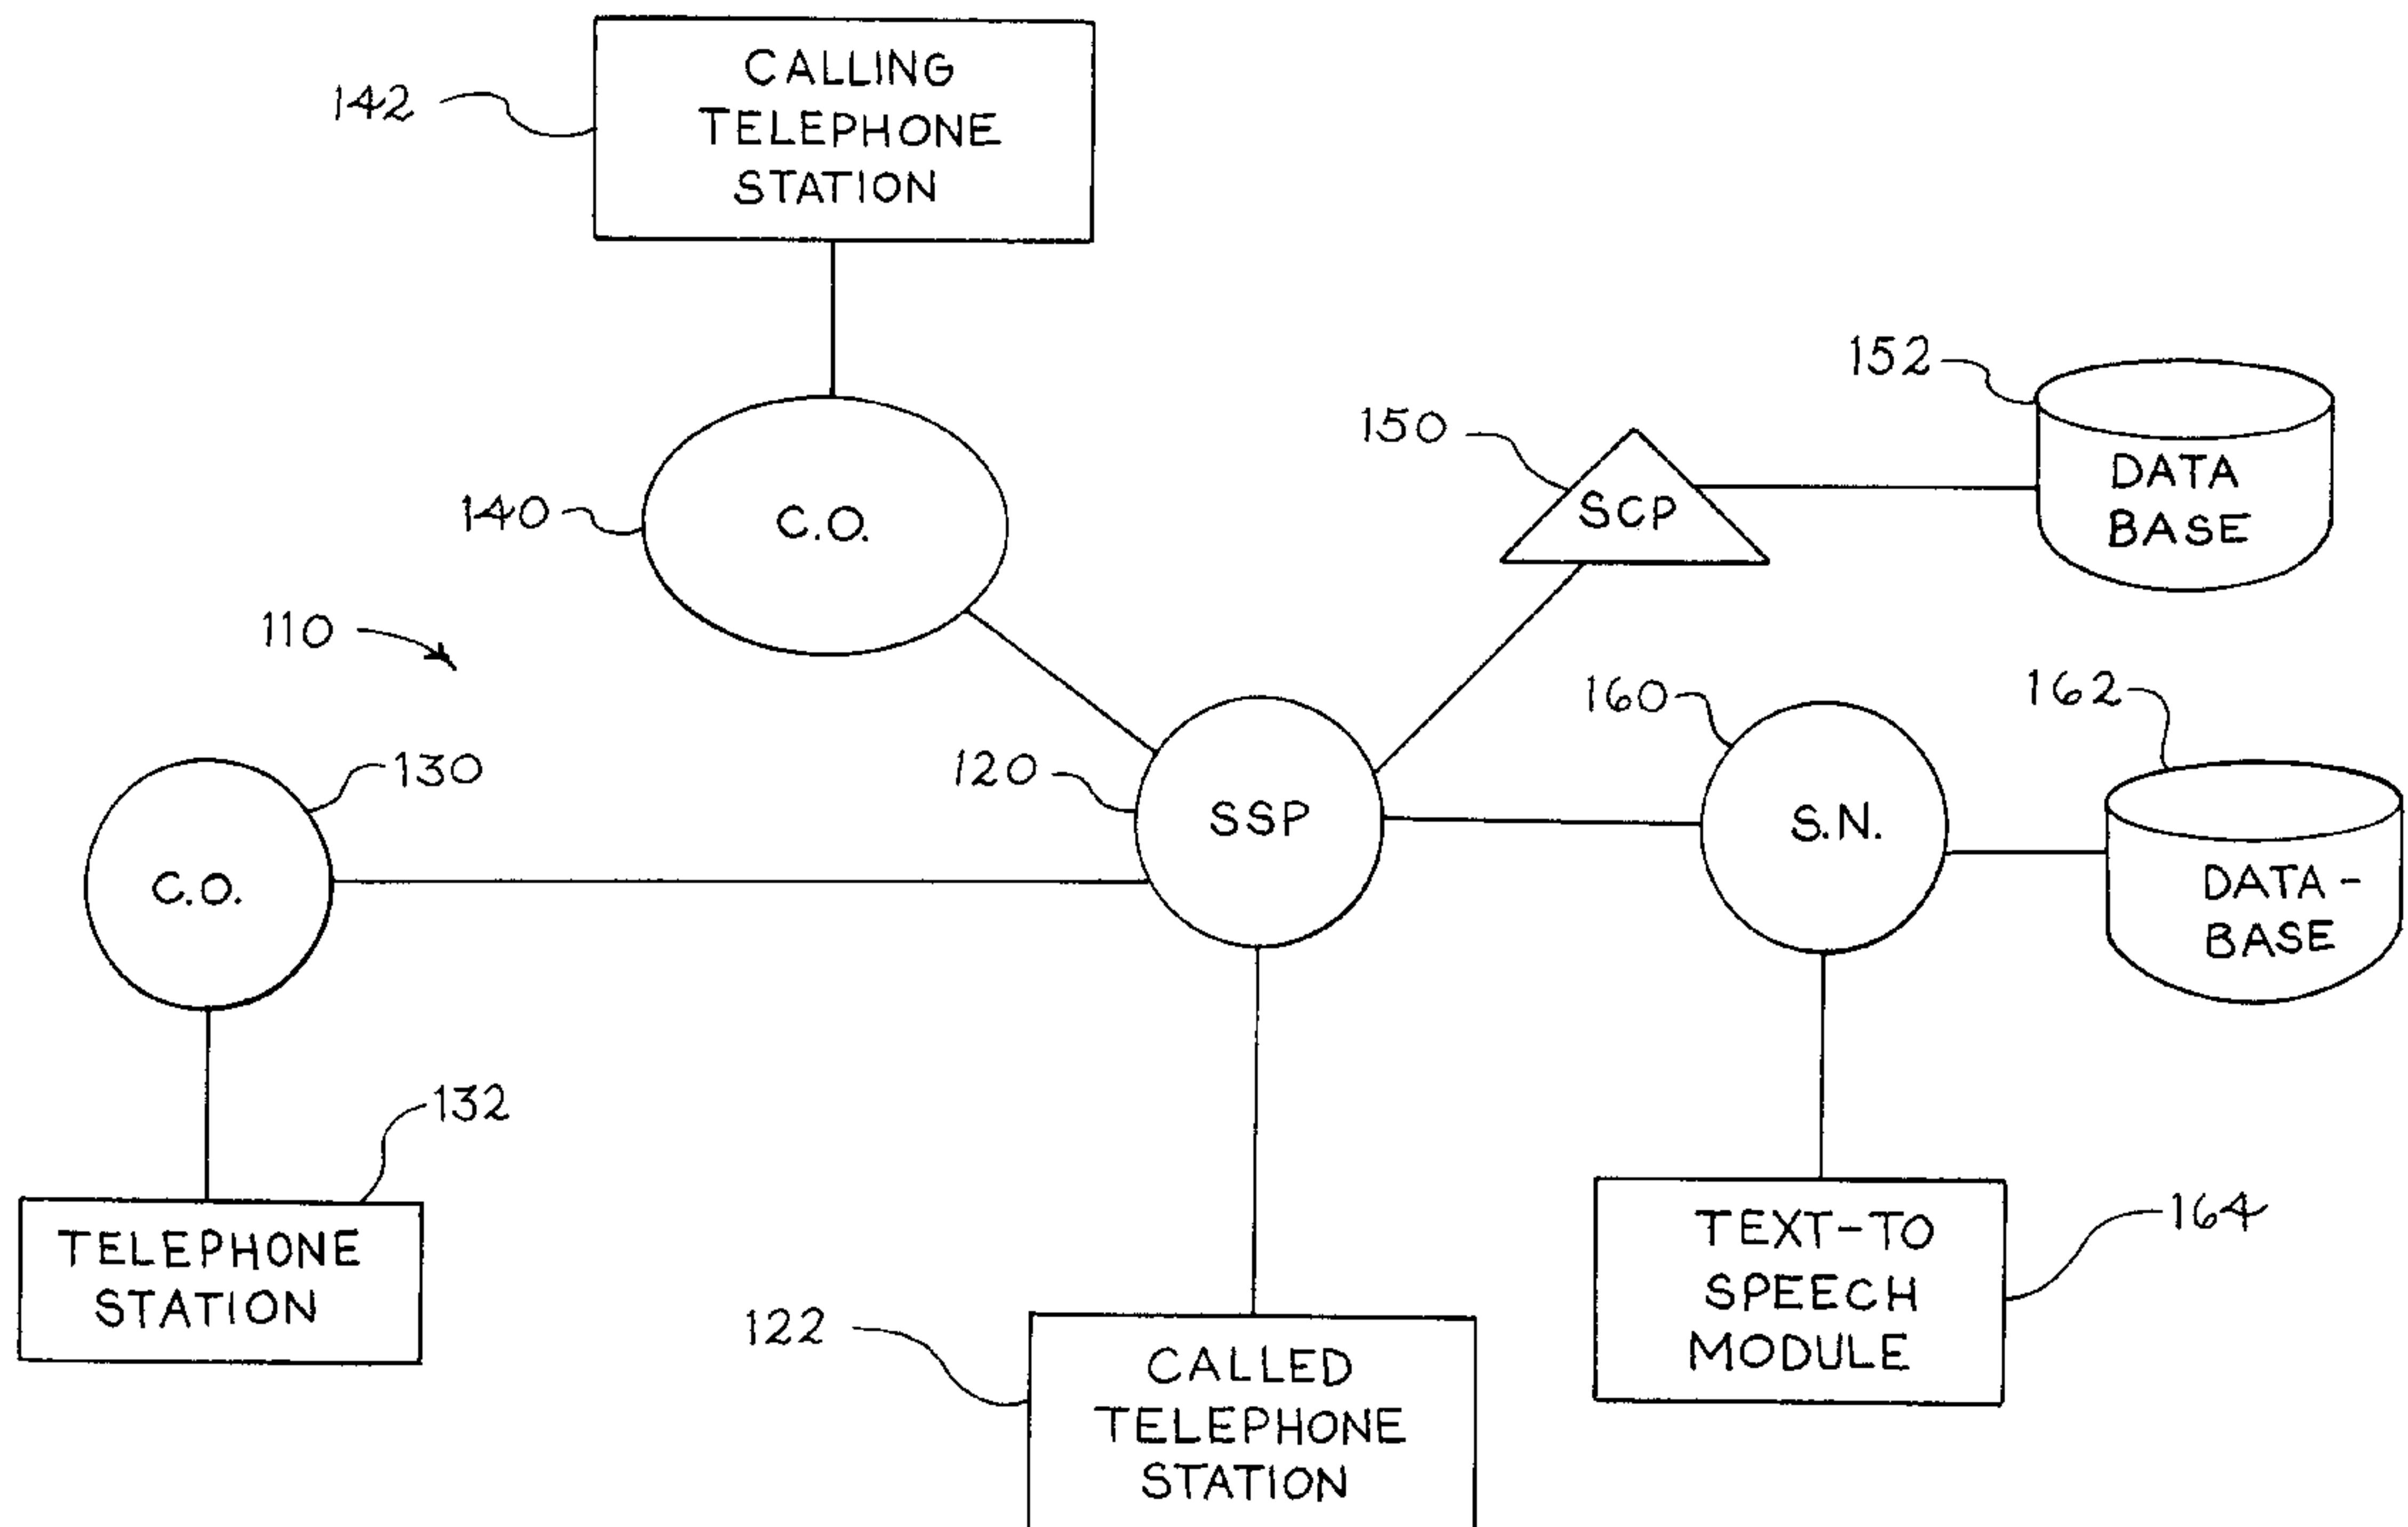 142
CALLING
TELEPHONE
STATION
152
150
SCP
DATA
BASE
140
C.O.
110
160
162
130
120
SSP
S.N.
C.O.
DATA-
BASE
132
TELEPHONE
STATION
TEXT-TO
SPEECH
MODULE
164
122
CALLED
TELEPHONE
STATION